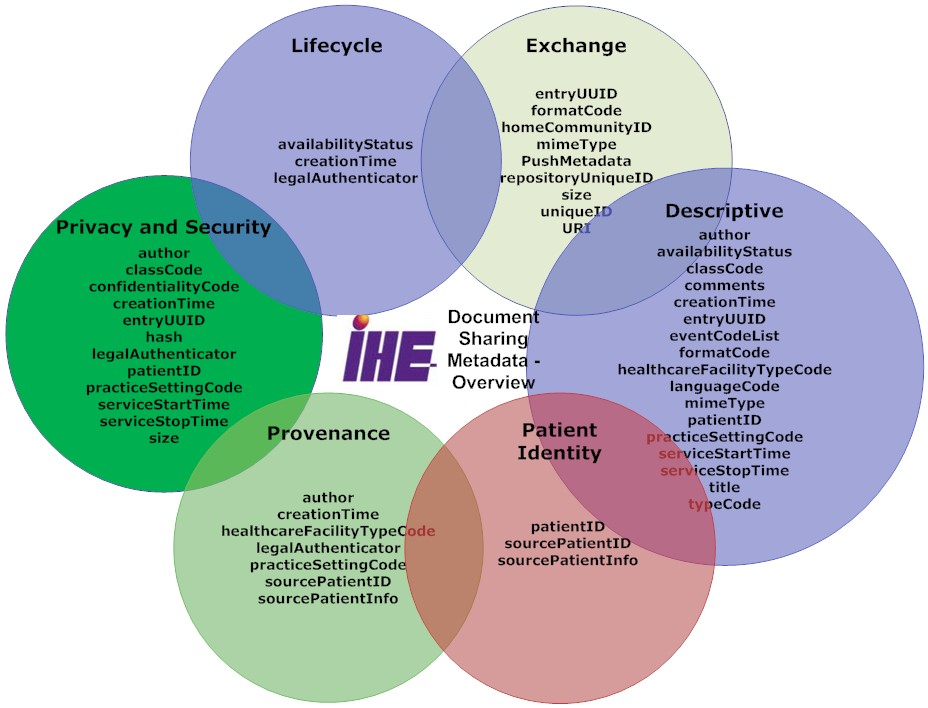 Lifecycle
availabilityStatus
creationTime
legalAuthenticator
Exchange
entryUUID
formatCode
homeCommunityID
mimeType
PushMetadata
repositoryUniqueID
size
uniqueID
URI
Privacy and Security
author
classCode
confidentialityCode
creationTime
entryUUID
hash
legalAuthenticator
patientID
practiceSettingCode
serviceStartTime
serviceStopTime
size
Descriptive
author
availabilityStatus
classCode
comments
creationTime
entryUUID
eventCodeList
formatCode
healthcareFacilityTypeCode
languageCode
mimeType
patientID
practiceSettingCode
serviceStartTime
serviceStopTime
title
typeCode
IHE
Document
Sharing
Metadata -
Overview
Provenance
author
creationTime
healthcareFacilityTypeCode
legalAuthenticator
practiceSettingCode
sourcePatientID
sourcePatientInfo
Patient
Identity
patientID
sourcePatientID
sourcePatientInfo